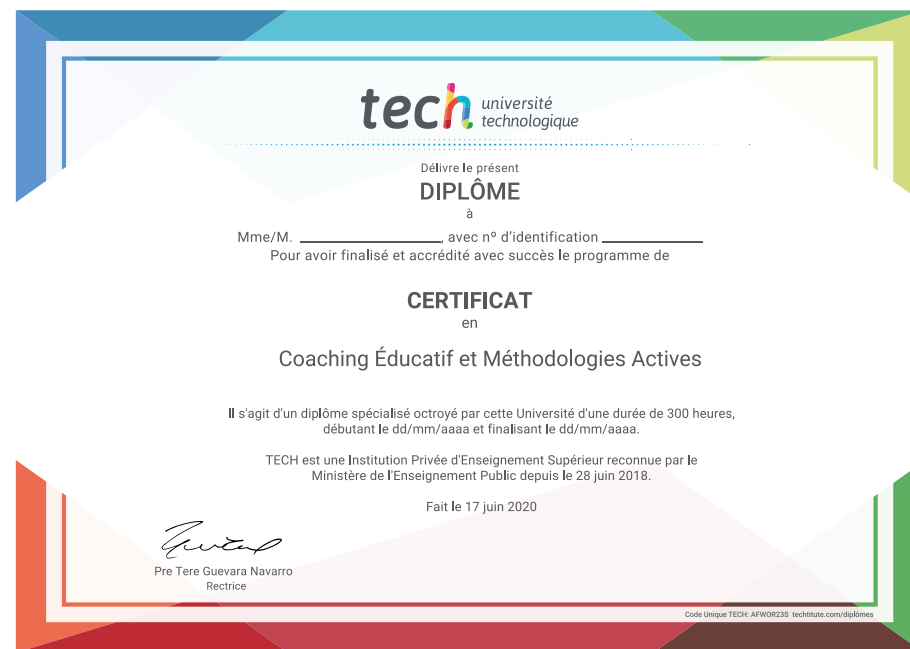 tech université
technologique
Délivre le présent
DIPLÔME
à
Mme/M. ____________________, avec nº d'identification ______________
Pour avoir finalisé et accrédité avec succès le programme de
CERTIFICAT
en
Coaching Éducatif et Méthodologies Actives
Il s'agit d'un diplôme spécialisé octroyé par cette Université d'une durée de 300 heures,
débutant le dd/mm/aaaa et finalisant le dd/mm/aaaa.
TECH est une Institution Privée d'Enseignement Supérieur reconnue par le
Ministère de l'Enseignement Public depuis le 28 juin 2018.
Fait le 17 juin 2020
Pre Tere Guevara Navarro
Rectrice
Code Unique TECH: AFWOR23S techtitute.com/diplômes